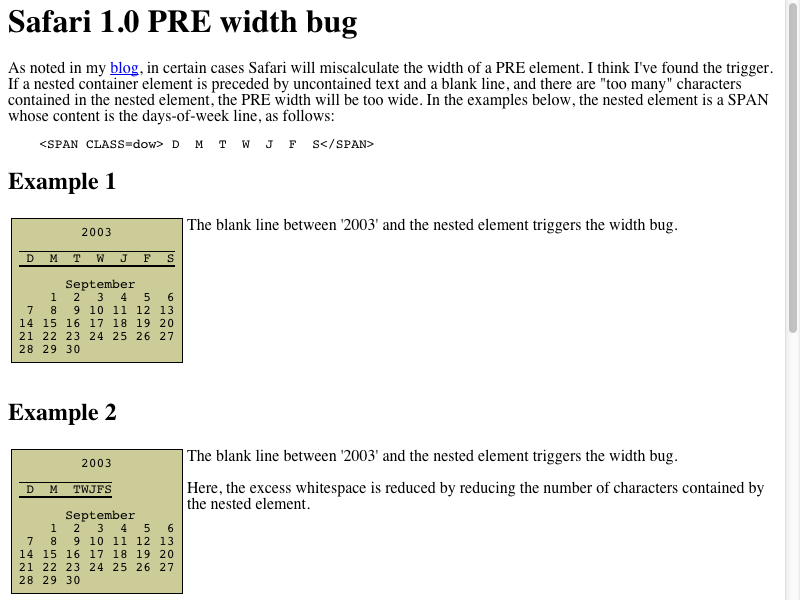 Safari 1.0 PRE width bug
As noted in my blog, in certain cases Safari will miscalculate the width of a PRE element. I think I've found the trigger.
If a nested container element is preceded by uncontained text and a blank line, and there are "too many" characters
contained in the nested element, the PRE width will be too wide. In the examples below, the nested element is a SPAN
whose content is the days-of-week line, as follows:
<SPAN CLASS=dow> D  M  T  W  J  F  S</SPAN>
Example 1
The blank line between '2003' and the nested element triggers the width bug.
2003
D  M  T  W  J  F  S
September
1  2  3  4  5  6
7  8  9 10 11 12 13
14 15 16 17 18 19 20
21 22 23 24 25 26 27
28 29 30
Example 2
The blank line between '2003' and the nested element triggers the width bug.
Here, the excess whitespace is reduced by reducing the number of characters contained by
the nested element.
2003
D  M  TWJFS
September
1  2  3  4  5  6
7  8  9 10 11 12 13
14 15 16 17 18 19 20
21 22 23 24 25 26 27
28 29 30